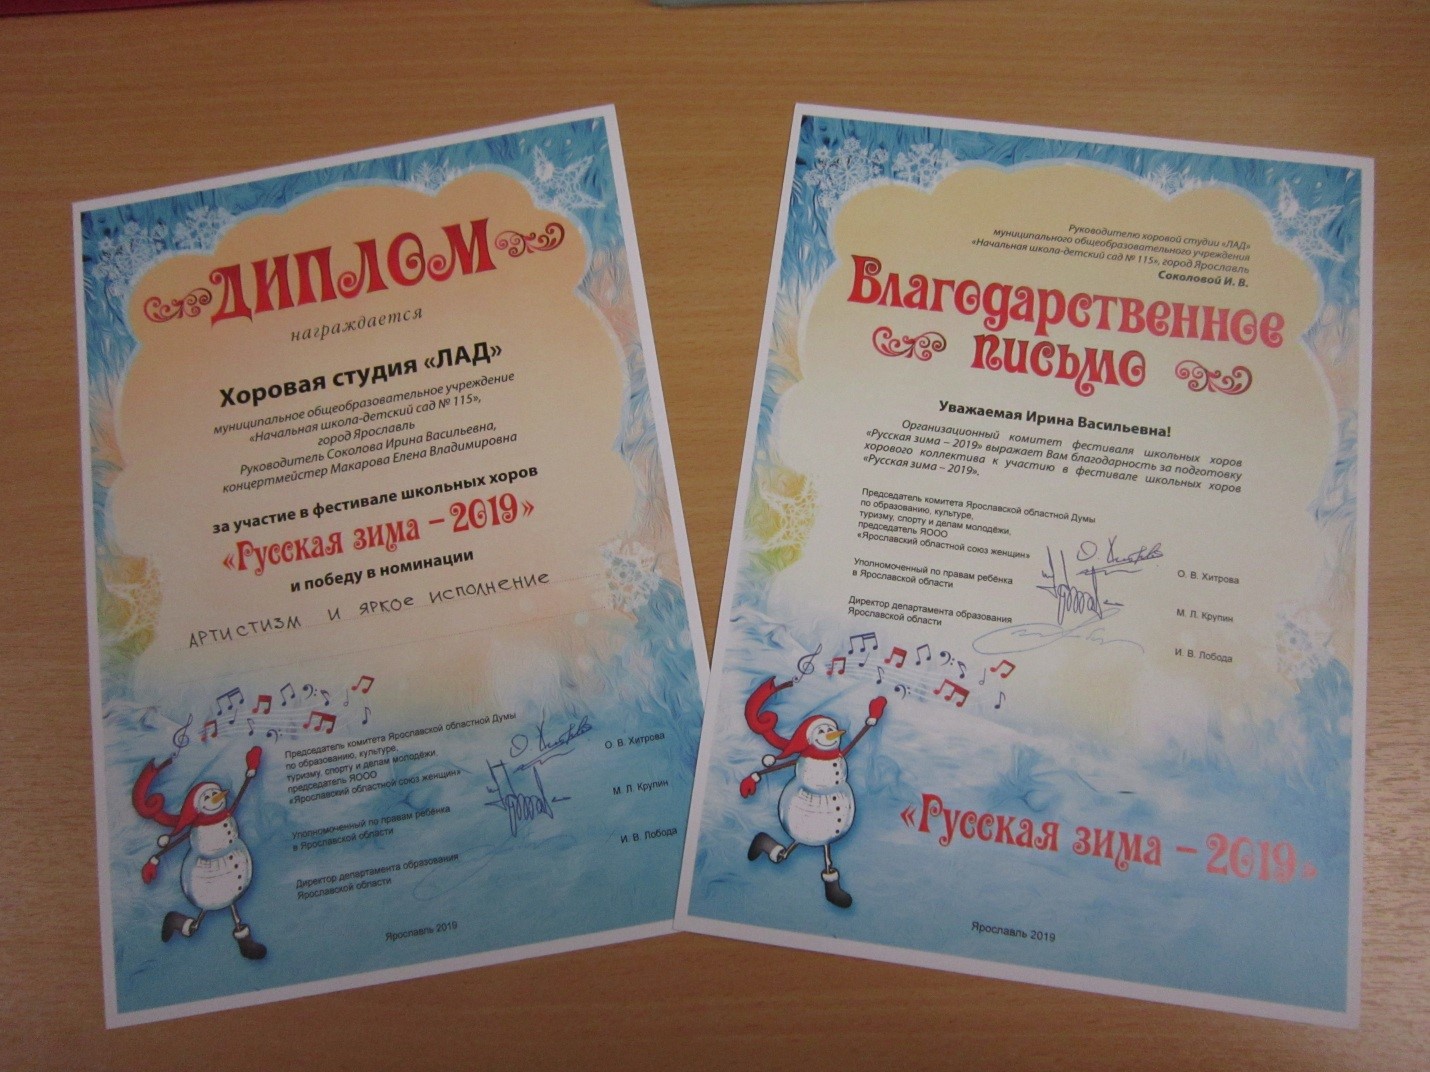 ДИПЛОМ
награждается
Хоровая студия «ЛАД»
муниципальное общеобразовательное учреждение
«Начальная школа-детский сад № 115»,
город Ярославль
Руководитель Соколова Ирина Васильевна,
концертмейстер Макарова Елена Владимировна
за участие в фестивале школьных хоров
«Русская зима – 2019»
и победу в номинации
АРТИСТИЗМ И ЯРКОЕ ИСПОЛНЕНИЕ
Председатель комитета Ярославской областной Думы
по образованию, культуре,
туризму, спорту и делам молодёжи,
председатель ЯООО
«Ярославский областной союз женщин»
О. В. Хитрова
Уполномоченный по правам ребёнка
в Ярославской области
М. Л. Крупин
Директор департамента образования
Ярославской области
И. В. Лобода
Ярославль 2019
Руководителю хоровой студии «ЛАД»
муниципального общеобразовательного учреждения
«Начальная школа-детский сад № 115», город Ярославль
Соколовой И. В.
Благодарственное
письмо
Уважаемая Ирина Васильевна!
Организационный комитет фестиваля школьных хоров
«Русская зима – 2019» выражает Вам благодарность за подготовку
хорового коллектива к участию в фестивале школьных хоров
«Русская зима – 2019».
Председатель комитета Ярославской областной Думы
по образованию, культуре,
туризму, спорту и делам молодёжи,
председатель ЯООО
«Ярославский областной союз женщин»
О. В. Хитрова
Уполномоченный по правам ребёнка
в Ярославской области
М. Л. Крупин
Директор департамента образования
Ярославской области
И. В. Лобода
«Русская зима – 2019»
Ярославль 2019